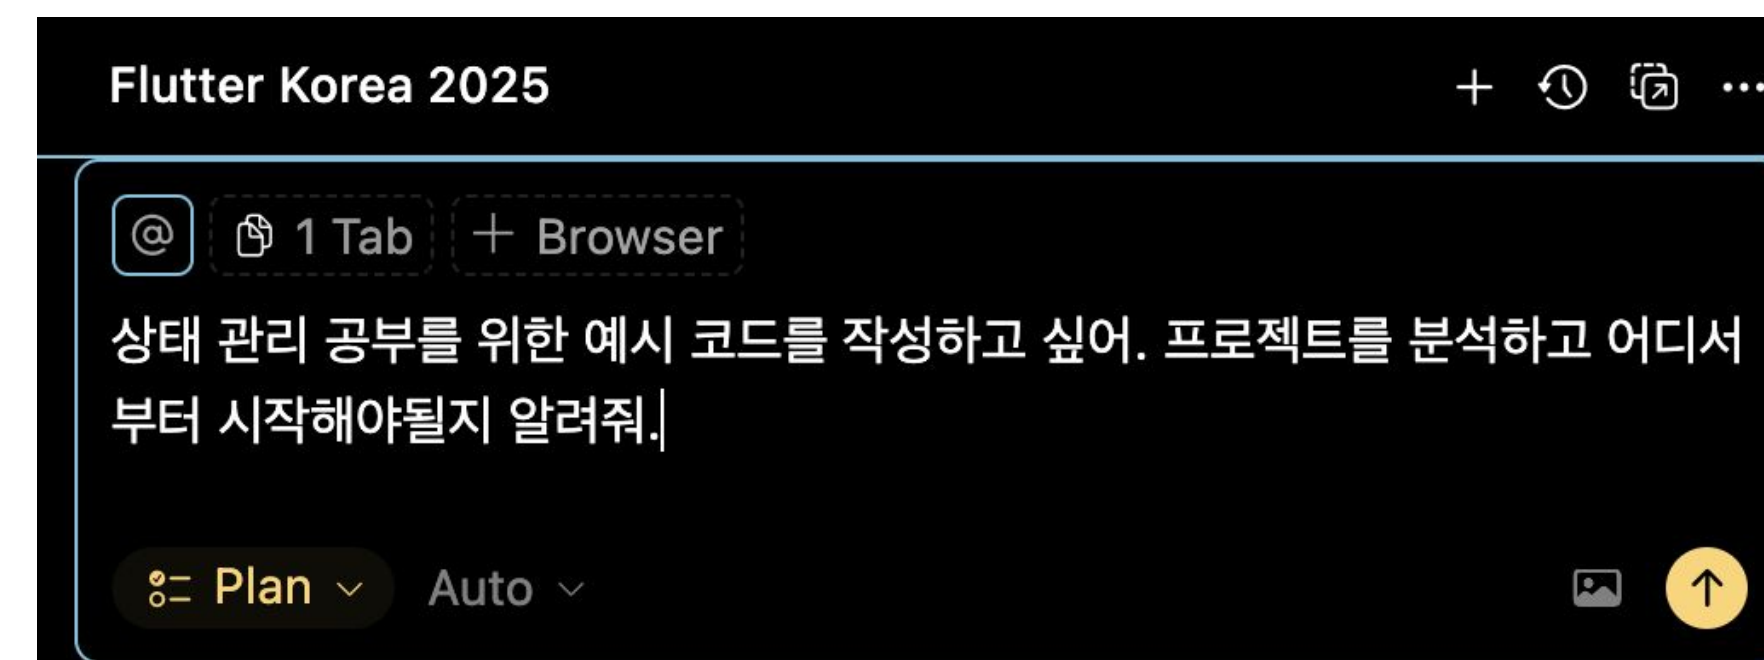 Flutter Korea 2025
@ 1 Tab + Browser
상태 관리 공부를 위한 예시 코드를 작성하고 싶어. 프로젝트를 분석하고 어디서
부터 시작해야될지 알려줘.
Plan Auto